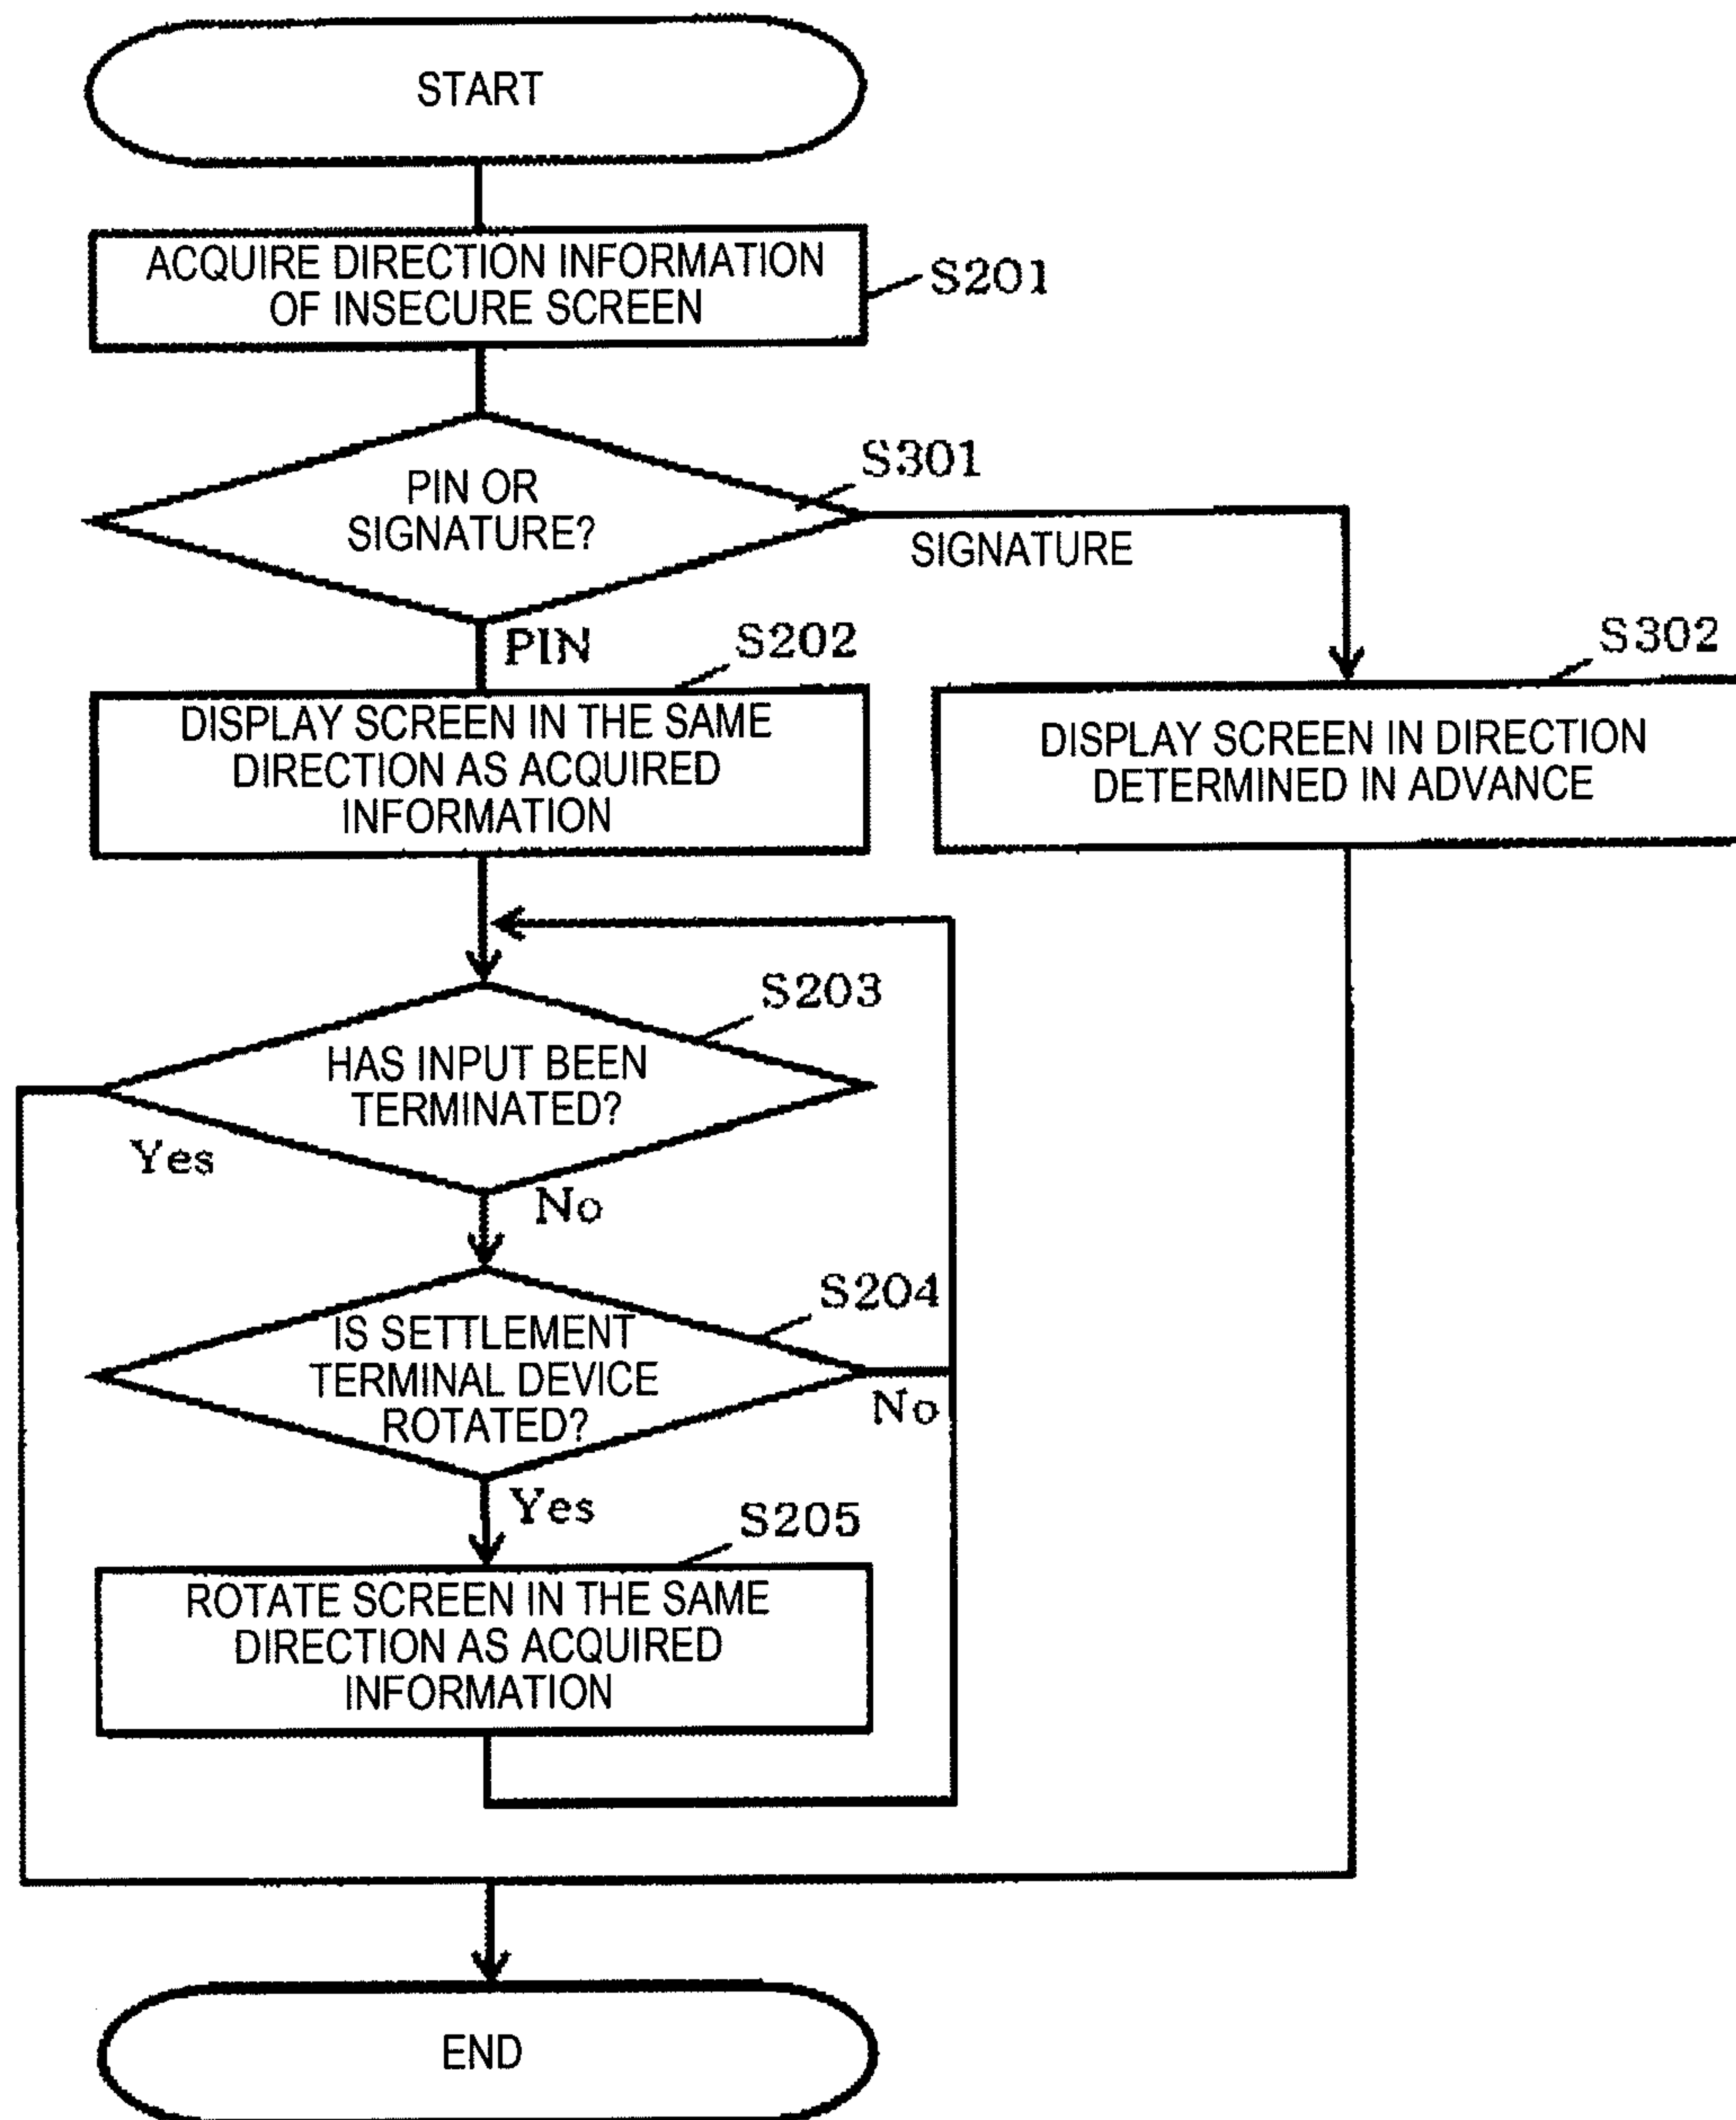 START
ACQUIRE DIRECTION INFORMATION
OF INSECURE SCREEN
S201
PIN OR
SIGNATURE?
S301
SIGNATURE
PIN
S202
DISPLAY SCREEN IN THE SAME
DIRECTION AS ACQUIRED
INFORMATION
S302
DISPLAY SCREEN IN DIRECTION
DETERMINED IN ADVANCE
S203
HAS INPUT BEEN
TERMINATED?
Yes
No
S204
IS SETTLEMENT
TERMINAL DEVICE
ROTATED?
No
Yes
S205
ROTATE SCREEN IN THE SAME
DIRECTION AS ACQUIRED
INFORMATION
END